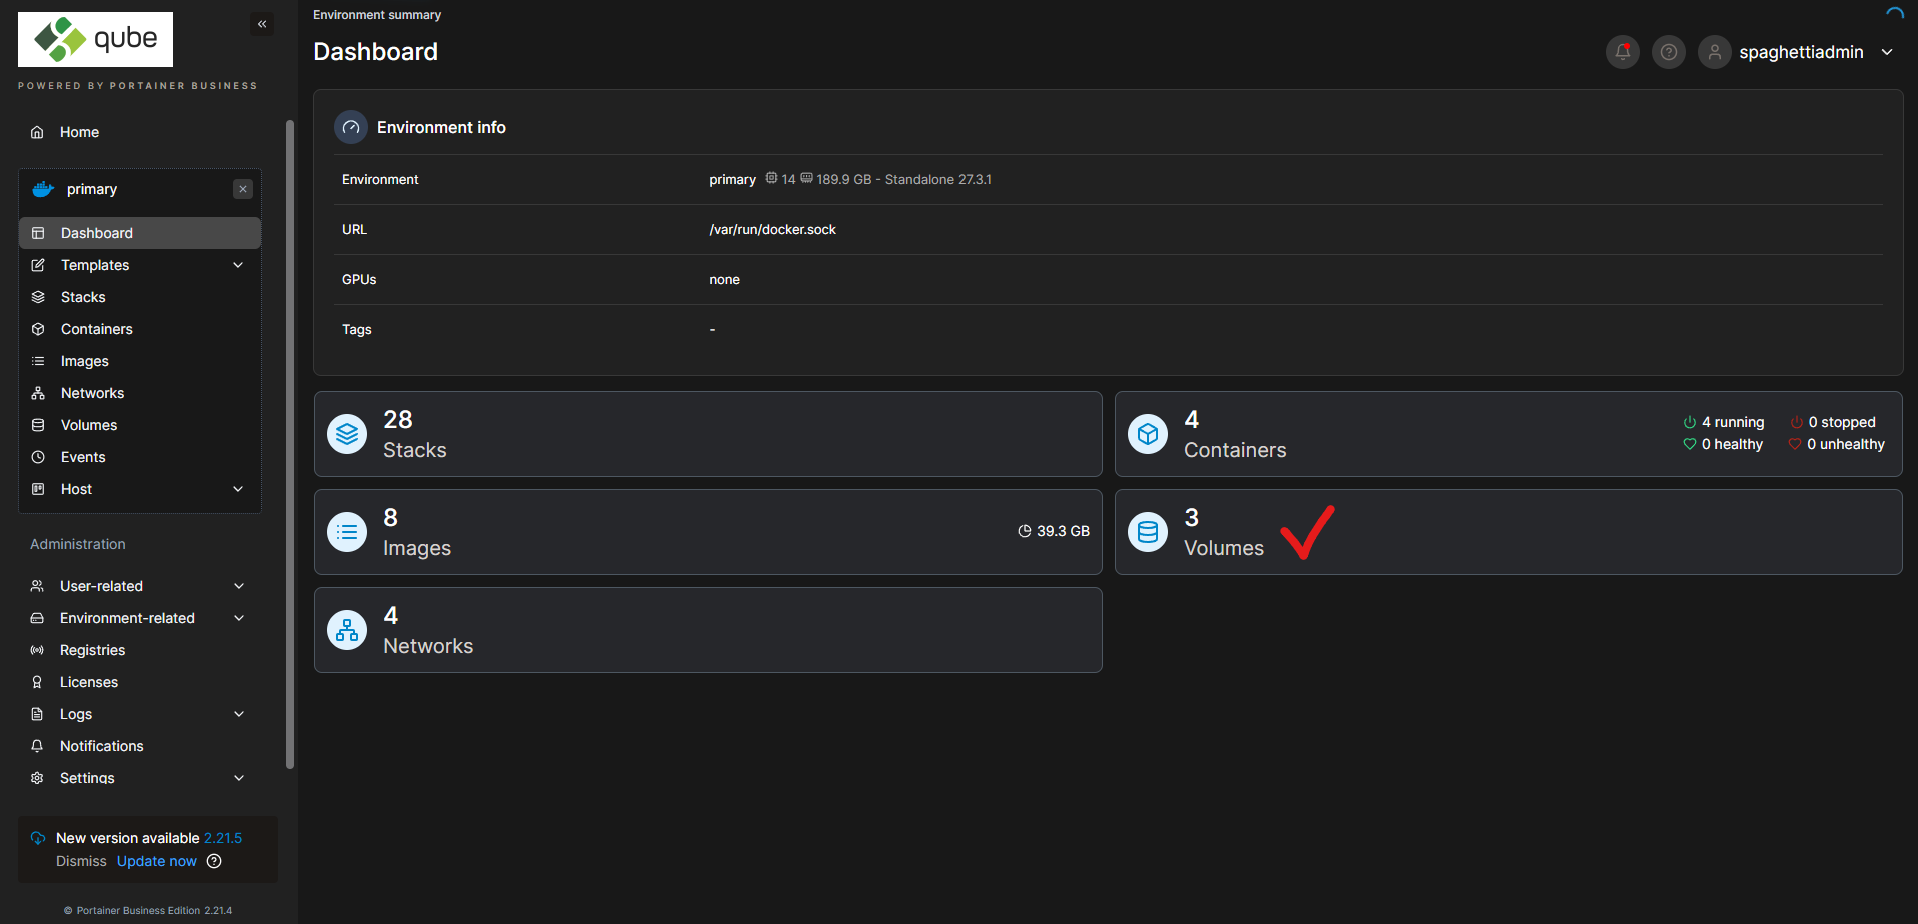 qube
POWERED BY PORTAINER BUSINESS
Home
primary
Dashboard
Templates
Stacks
Containers
Images
Networks
Volumes
Events
Host
Administration
User-related
Environment-related
Registries
Licenses
Logs
Notifications
Settings
New version available 2.21.5
Dismiss Update now
© Portainer Business Edition 2.21.4
Environment summary
Dashboard
spaghettiadmin
Environment info
Environment primary 14 189.9 GB - Standalone 27.3.1
URL /var/run/docker.sock
GPUs none
Tags -
28
Stacks
4
Containers
4 running 0 stopped
0 healthy 0 unhealthy
8
Images
39.3 GB
3
Volumes
4
Networks